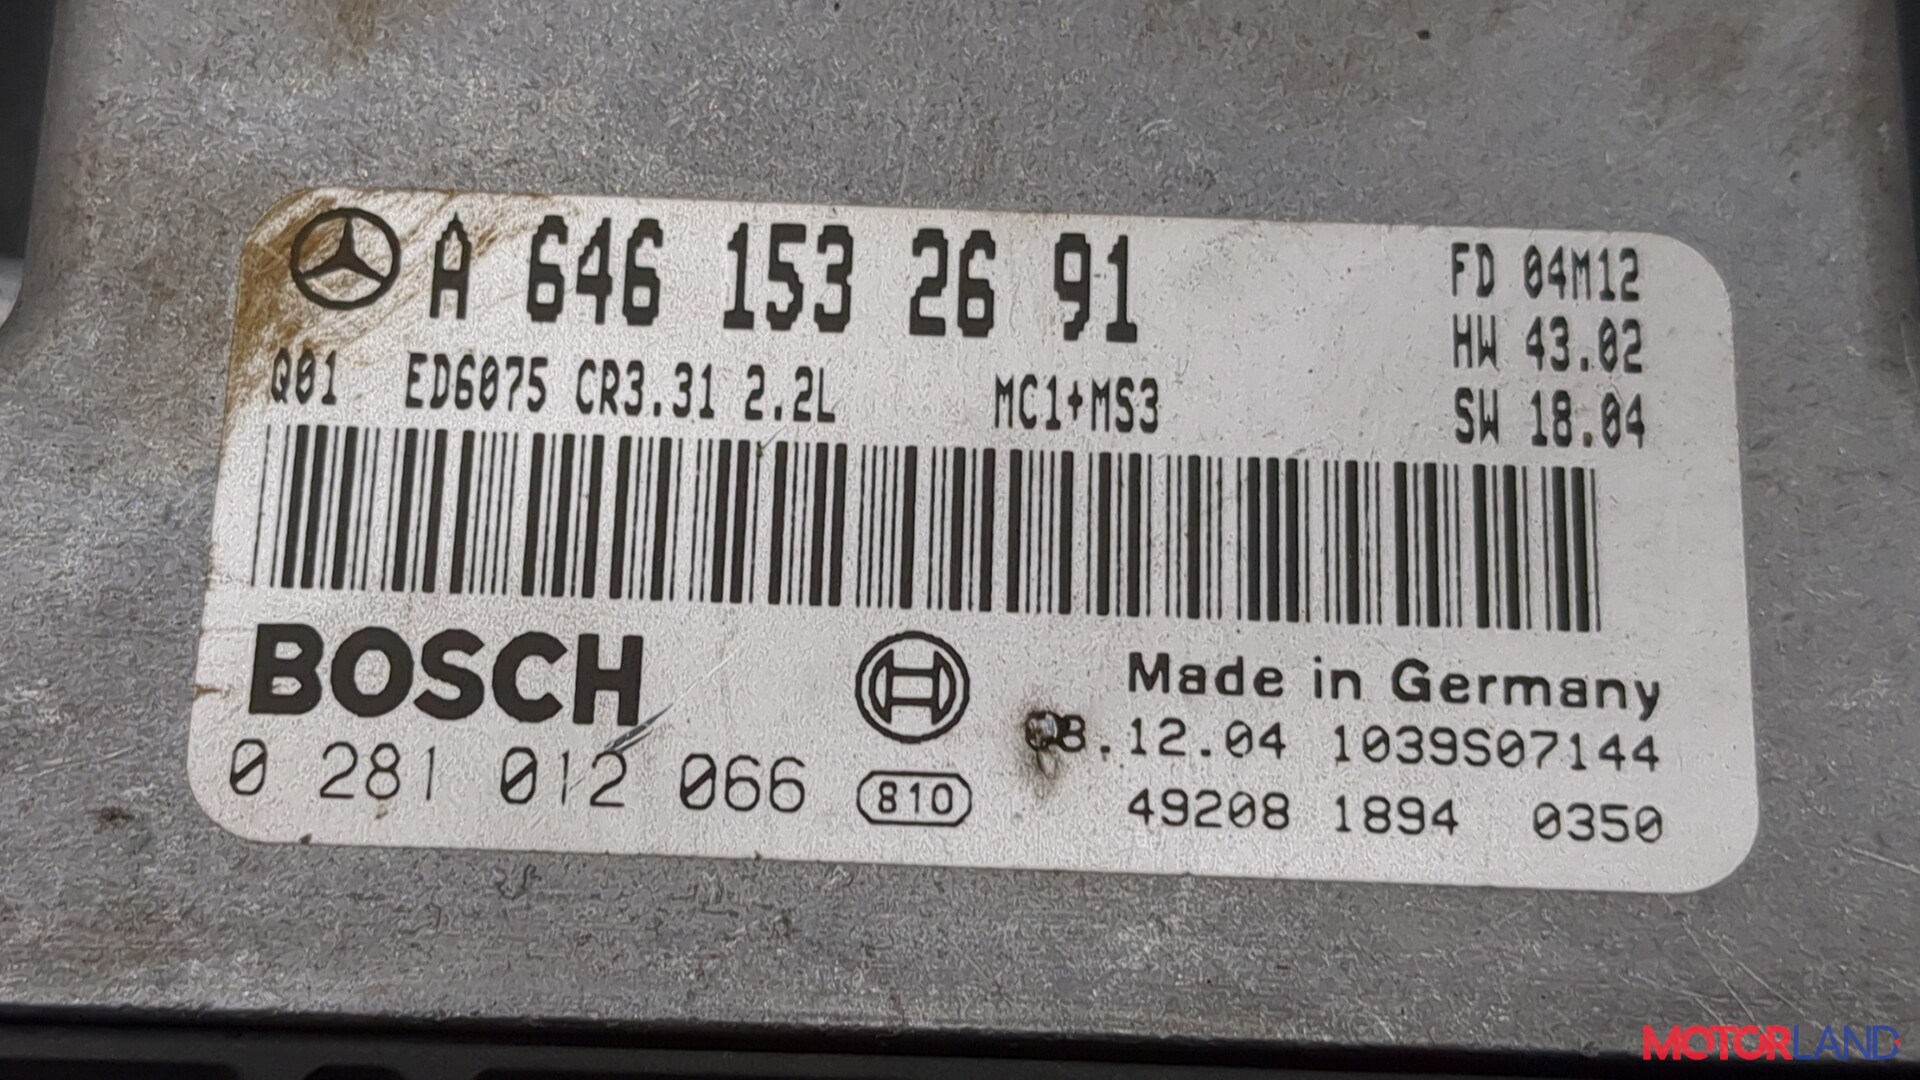 A 646 153 26 91
FD 04M12
HW 43.02
Q01 ED6075 CR3.31 2.2L MC1+MS3
SW 18.04
BOSCH
Made in Germany
08.12.04 1039S07144
0 281 012 066
810
49208 1894 0350
MOTORLAND